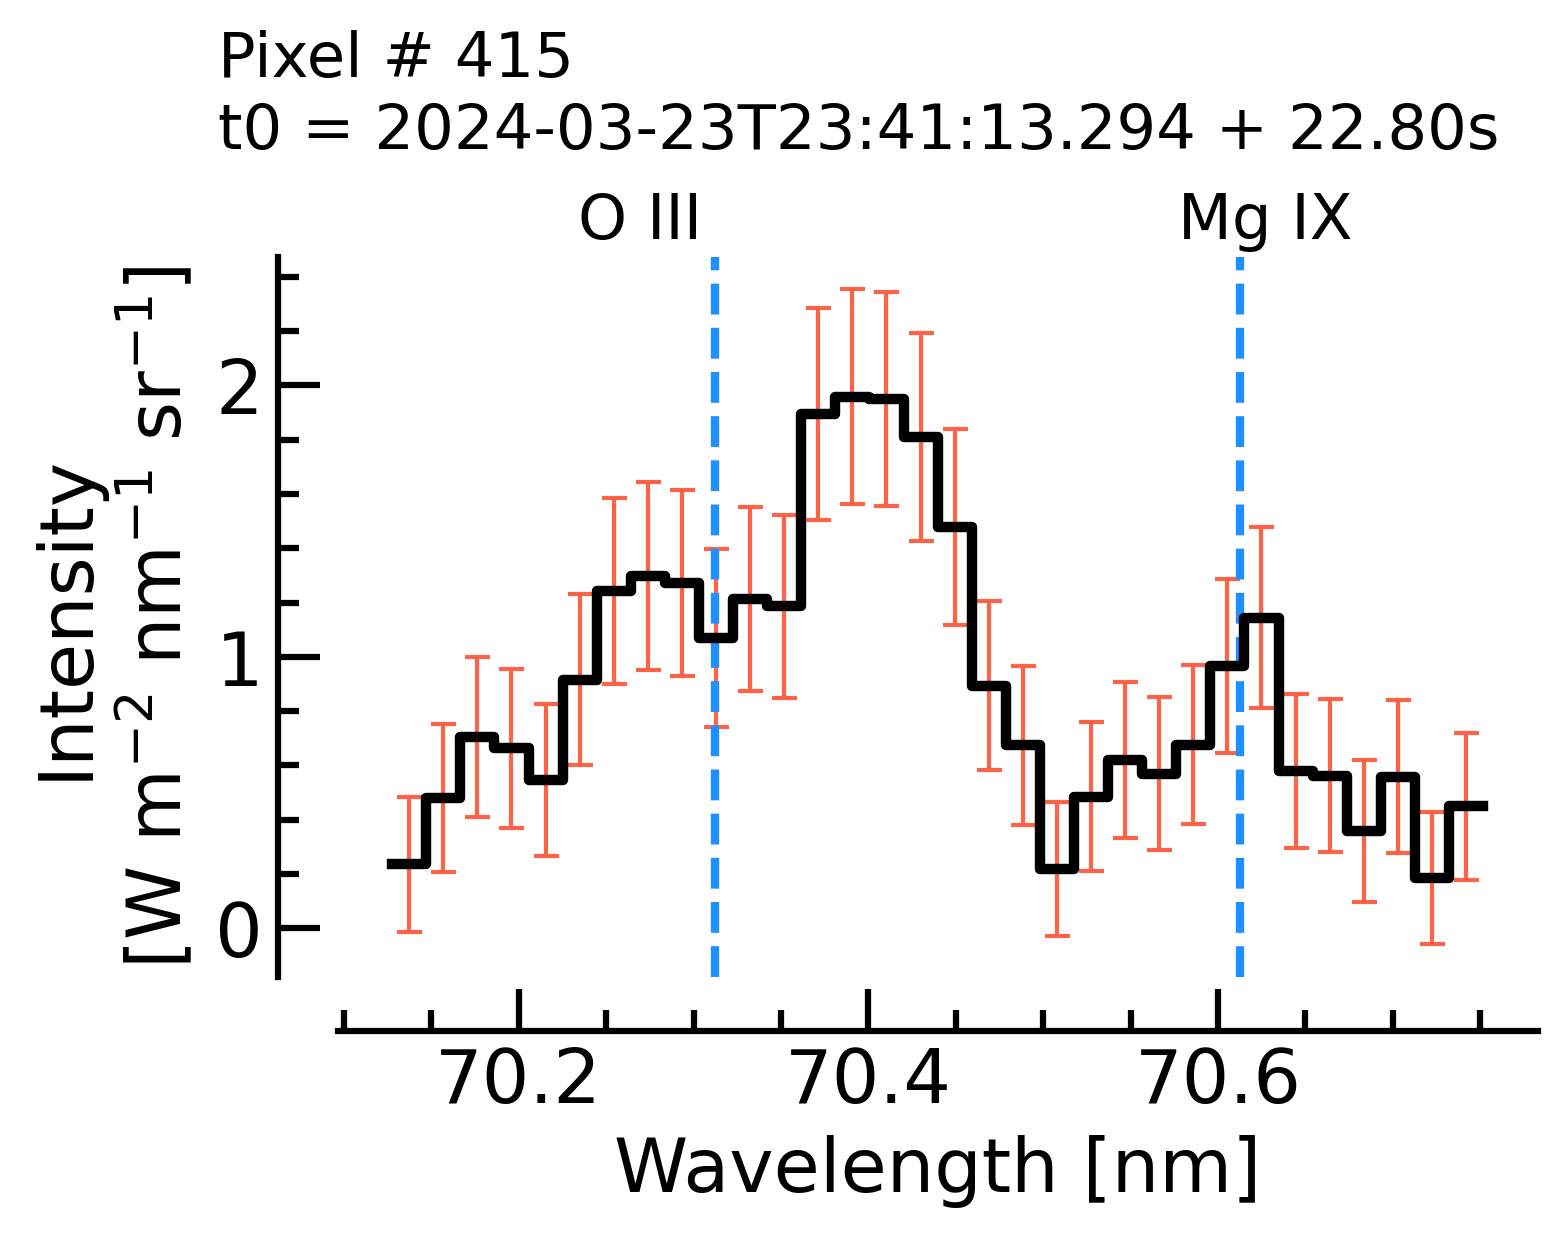 Pixel # 415
t0 = 2024-03-23T23:41:13.294 + 22.80s
O III
Mg IX
Intensity
[W m⁻² nm⁻¹ sr⁻¹]
2
1
0
70.2
70.4
70.6
Wavelength [nm]